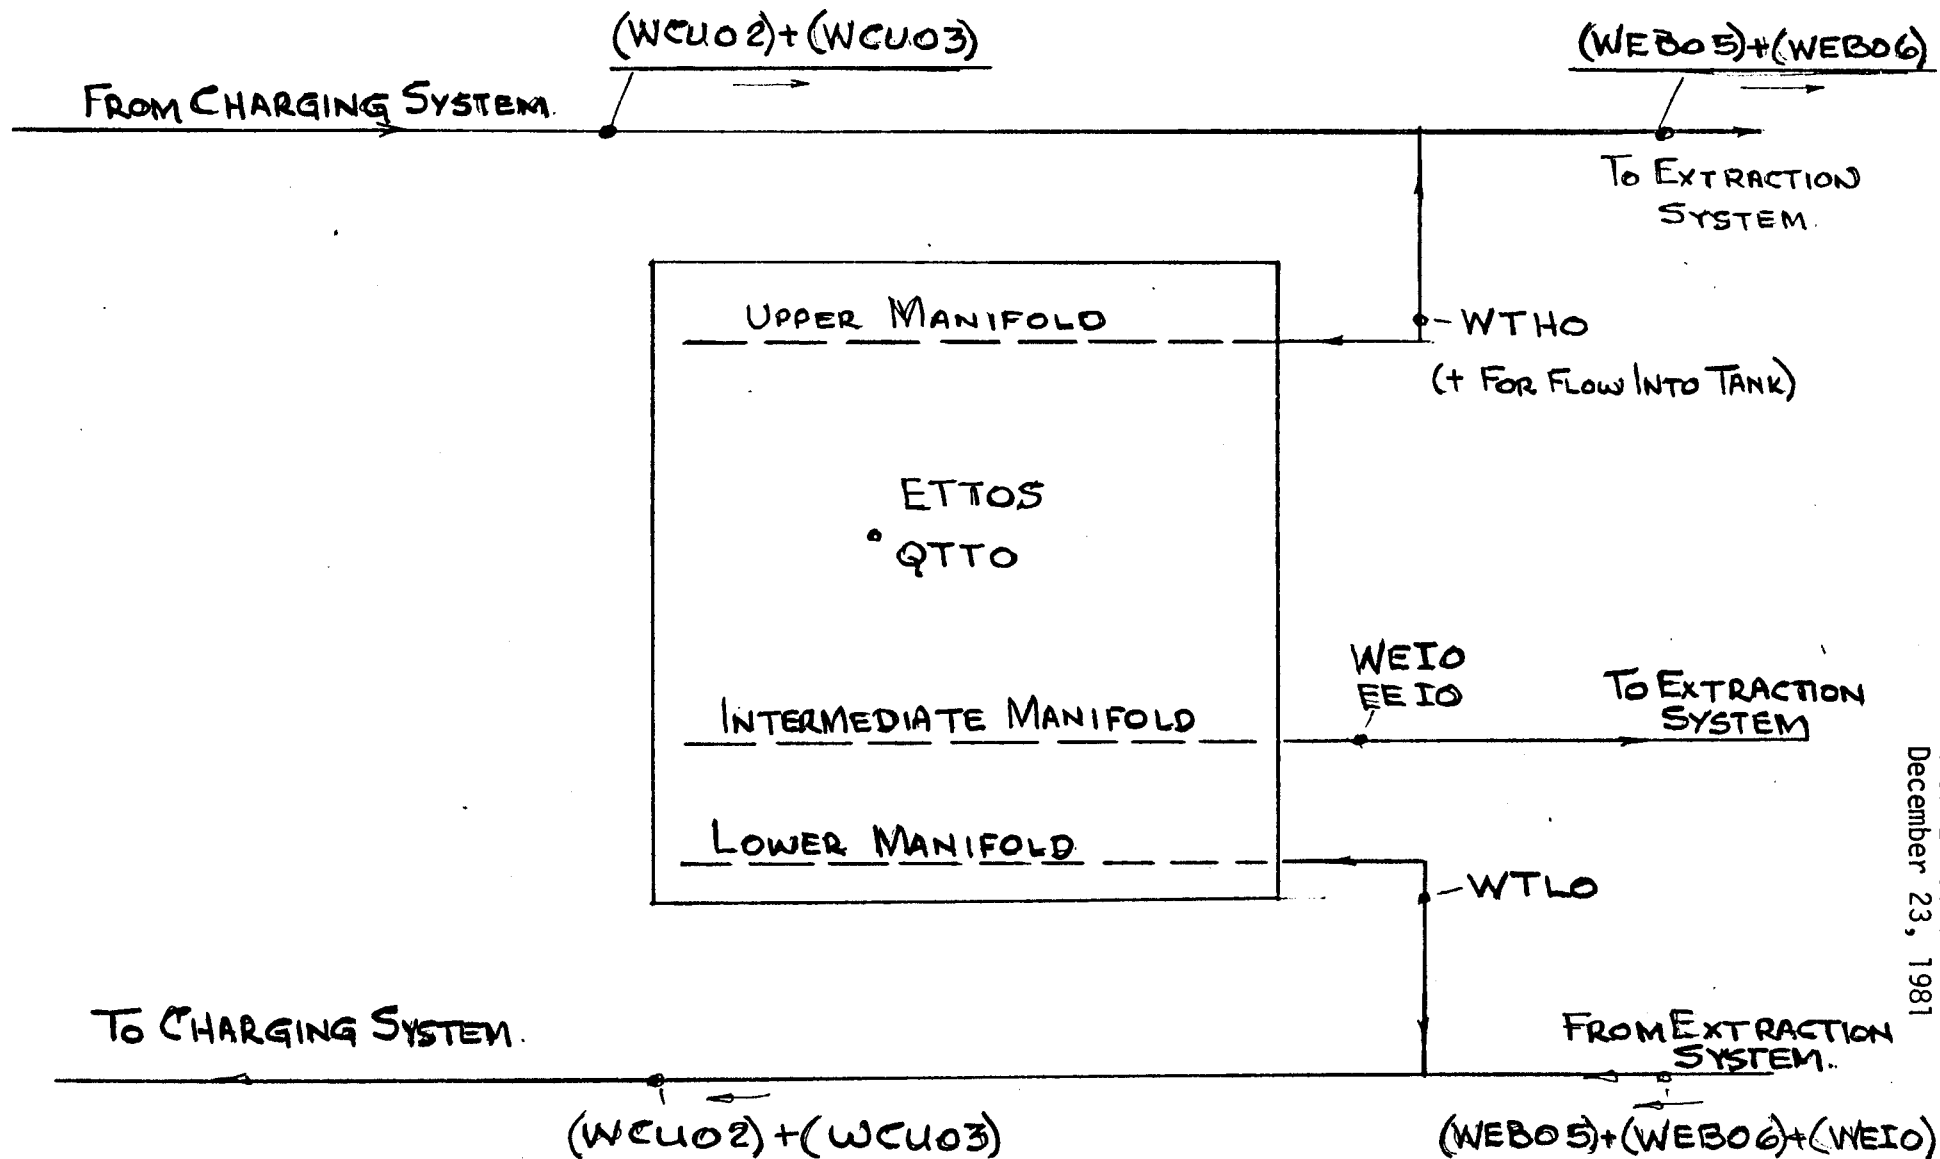 (WCU02)+(WCU03)
(WEB05)+(WEB06)
FROM CHARGING SYSTEM.
TO EXTRACTION
SYSTEM.
UPPER MANIFOLD
WTHO
(+ FOR FLOW INTO TANK)
ETTOS
QTTO
WEIO
EEIO
TO EXTRACTION
SYSTEM
INTERMEDIATE MANIFOLD
LOWER MANIFOLD
WTLO
December 23, 1981
TO CHARGING SYSTEM.
FROM EXTRACTION
SYSTEM.
(WCU02)+(WCU03)
(WEB05)+(WEB06)+(WEIO)